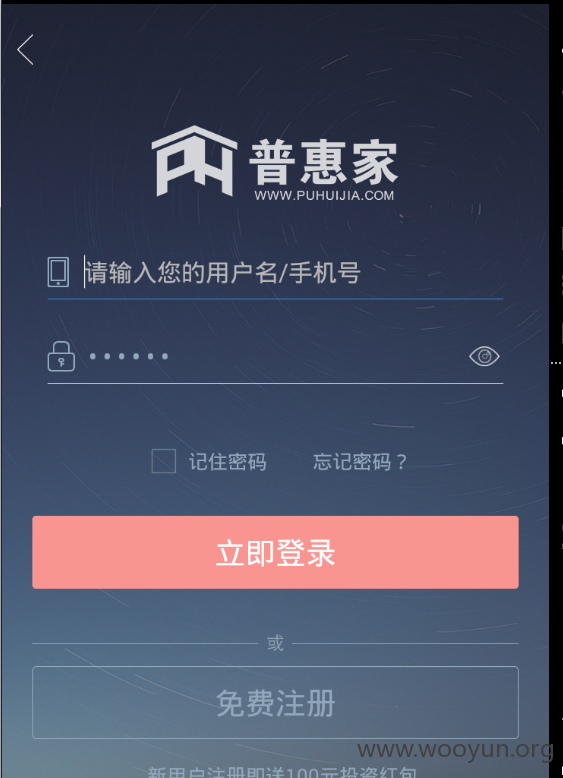 普惠家
WWW.PUHUIJIA.COM
请输入您的用户名/手机号
记住密码 忘记密码？
立即登录
或
免费注册
www.wooyun.org
新用户注册即送100元投资红包